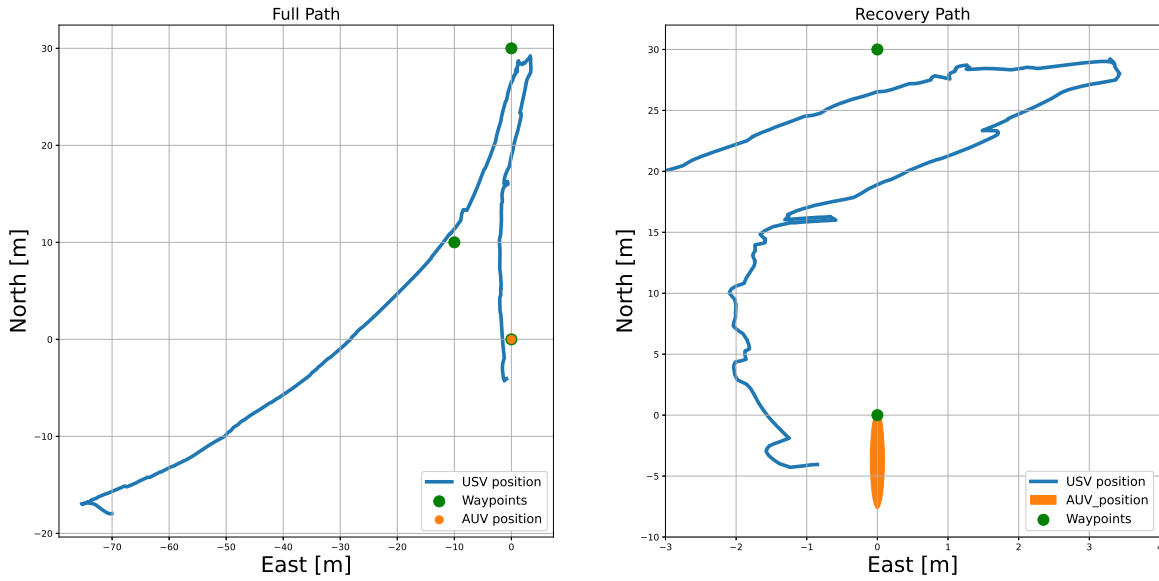 Full Path
North [m]
30
20
10
0
−10
−20
−70
−60
−50
−40
−30
−20
−10
0
East [m]
USV position
Waypoints
AUV position
Recovery Path
North [m]
30
25
20
15
10
5
0
−5
−10
−3
−2
−1
0
1
2
3
East [m]
USV position
AUV_position
Waypoints